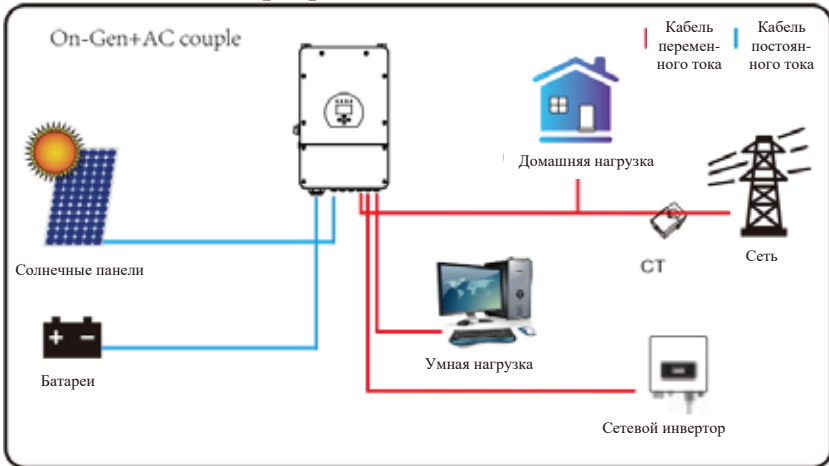 On-Gen+AC couple
Кабель
перемен-
ного тока
Кабель
постоян-
ного тока
Домашняя нагрузка
Солнечные панели
CT
Сеть
Батареи
Умная нагрузка
Сетевой инвертор